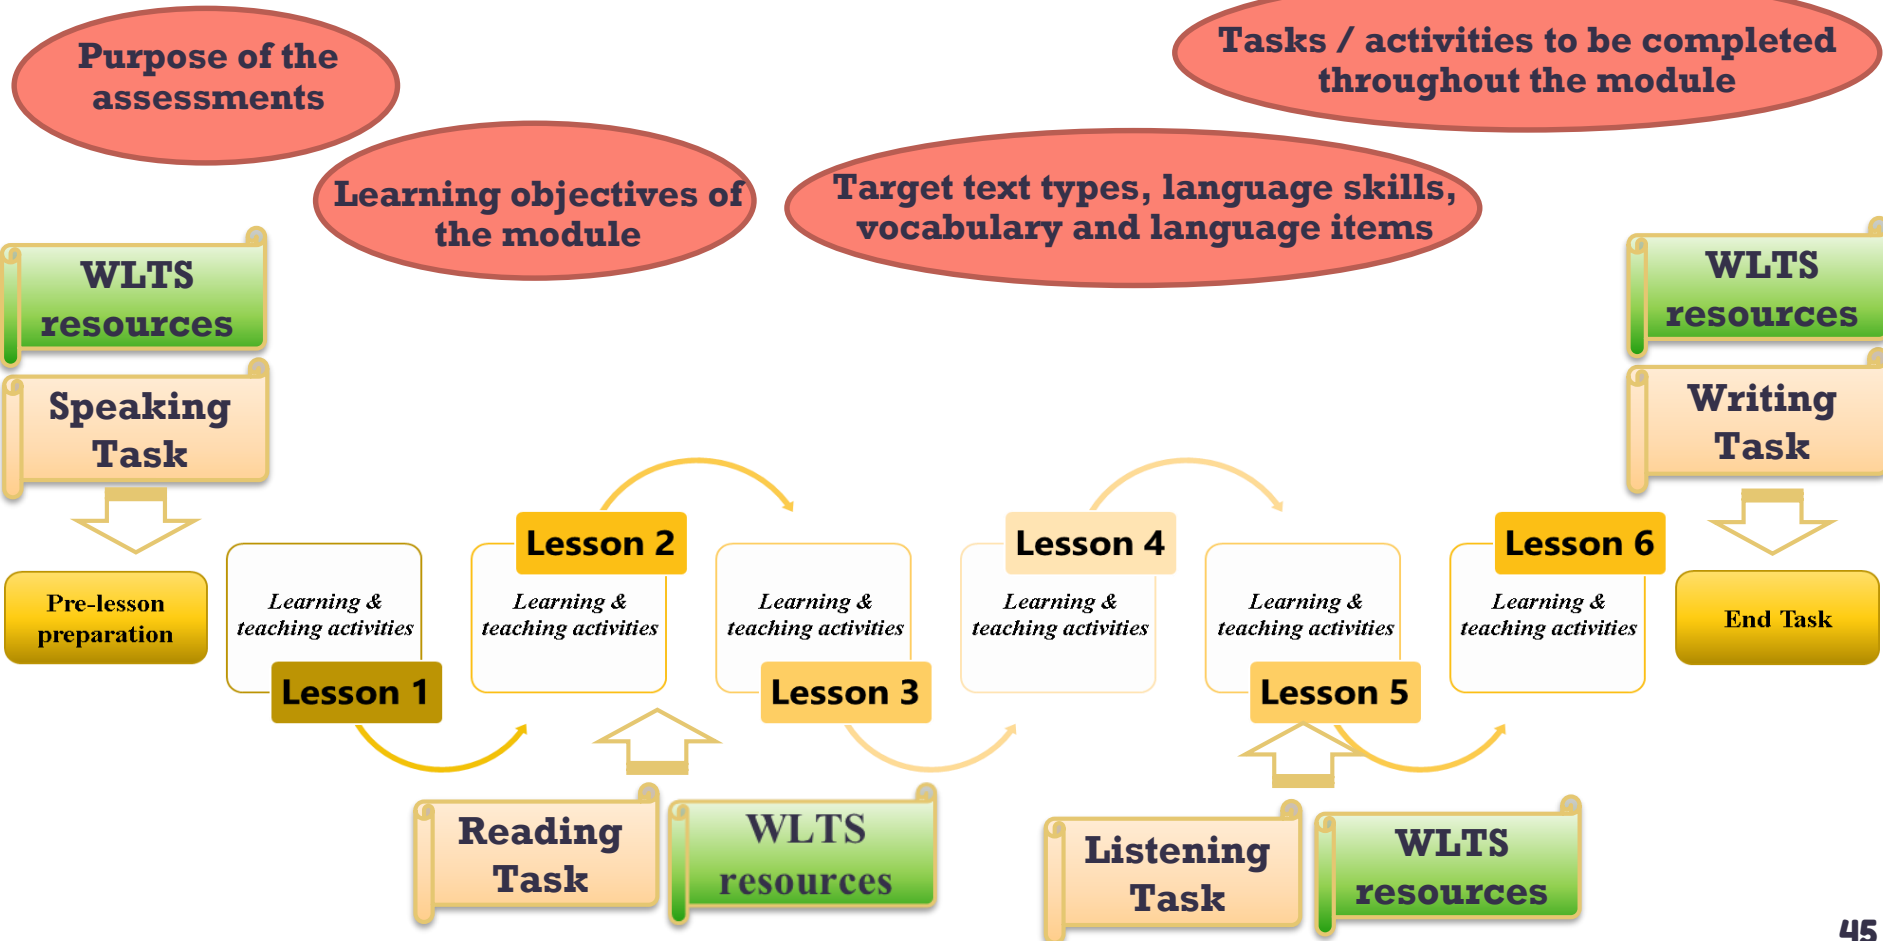 Purpose of the
assessments
Tasks / activities to be completed
throughout the module
Learning objectives of
the module
Target text types, language skills,
vocabulary and language items
WLTS
resources
Speaking
Task
WLTS
resources
Writing
Task
Pre-lesson
preparation
Learning &
teaching activities
Lesson 1
Lesson 2
Learning &
teaching activities
Learning &
teaching activities
Lesson 3
Lesson 4
Learning &
teaching activities
Learning &
teaching activities
Lesson 5
Lesson 6
Learning &
teaching activities
End Task
Reading
Task
WLTS
resources
Listening
Task
WLTS
resources
45